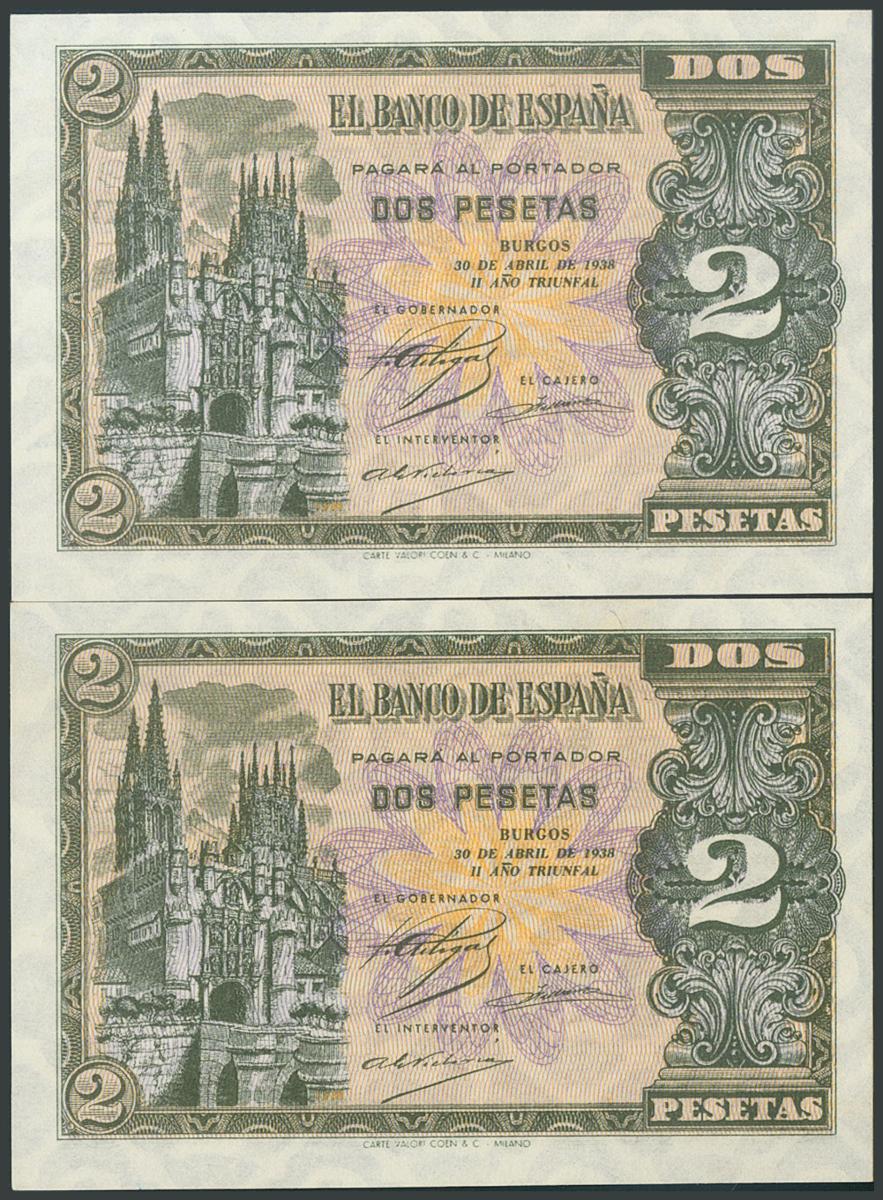 2
DOS
EL BANCO DE ESPAÑA
PAGARÁ AL PORTADOR
DOS PESETAS
BURGOS
30 DE ABRIL DE 1938
II AÑO TRIUNFAL
2
EL GOBERNADOR
EL CAJERO
EL INTERVENTOR
2
PESETAS
CARTE VALORI COEN & C. - MILANO
2
DOS
EL BANCO DE ESPAÑA
PAGARÁ AL PORTADOR
DOS PESETAS
BURGOS
30 DE ABRIL DE 1938
II AÑO TRIUNFAL
2
EL GOBERNADOR
EL CAJERO
EL INTERVENTOR
2
PESETAS
CARTE VALORI COEN & C. - MILANO